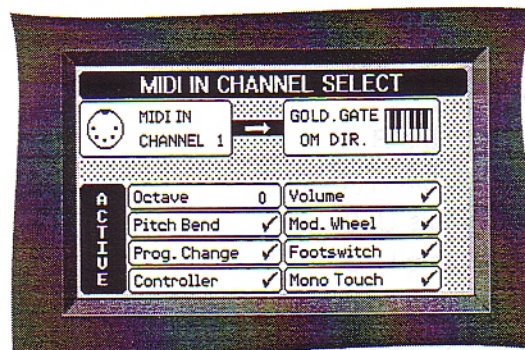 MIDI IN CHANNEL SELECT
MIDI IN
CHANNEL 1
GOLD.GATE
OM DIR.
ACTIVE
Octave 0
Volume ✓
Pitch Bend ✓
Mod. Wheel ✓
Prog. Change ✓
Footswitch ✓
Controller ✓
Mono Touch ✓